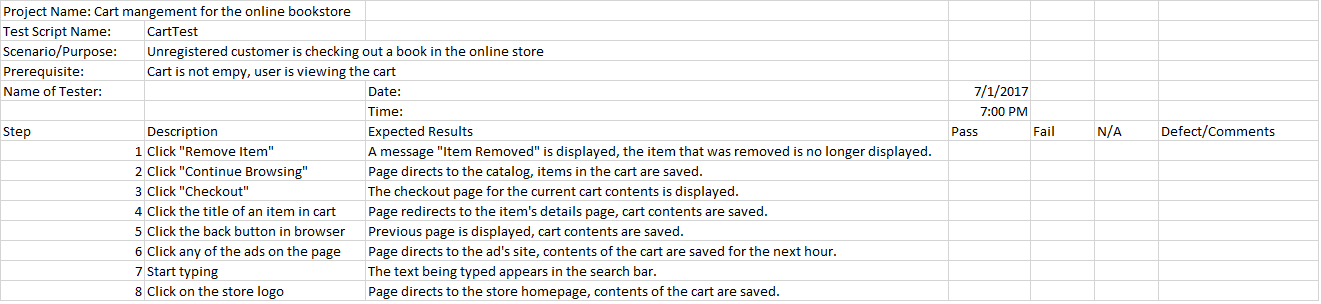 Project Name: Cart mangement for the online bookstore
Test Script Name: CartTest
Scenario/Purpose: Unregistered customer is checking out a book in the online store
Prerequisite: Cart is not empy, user is viewing the cart
Name of Tester: Date: 7/1/2017
Time: 7:00 PM
Step Description Expected Results Pass Fail N/A Defect/Comments
1 Click "Remove Item" A message "Item Removed" is displayed, the item that was removed is no longer displayed.
2 Click "Continue Browsing" Page directs to the catalog, items in the cart are saved.
3 Click "Checkout" The checkout page for the current cart contents is displayed.
4 Click the title of an item in cart Page redirects to the item's details page, cart contents are saved.
5 Click the back button in browser Previous page is displayed, cart contents are saved.
6 Click any of the ads on the page Page directs to the ad's site, contents of the cart are saved for the next hour.
7 Start typing The text being typed appears in the search bar.
8 Click on the store logo Page directs to the store homepage, contents of the cart are saved.